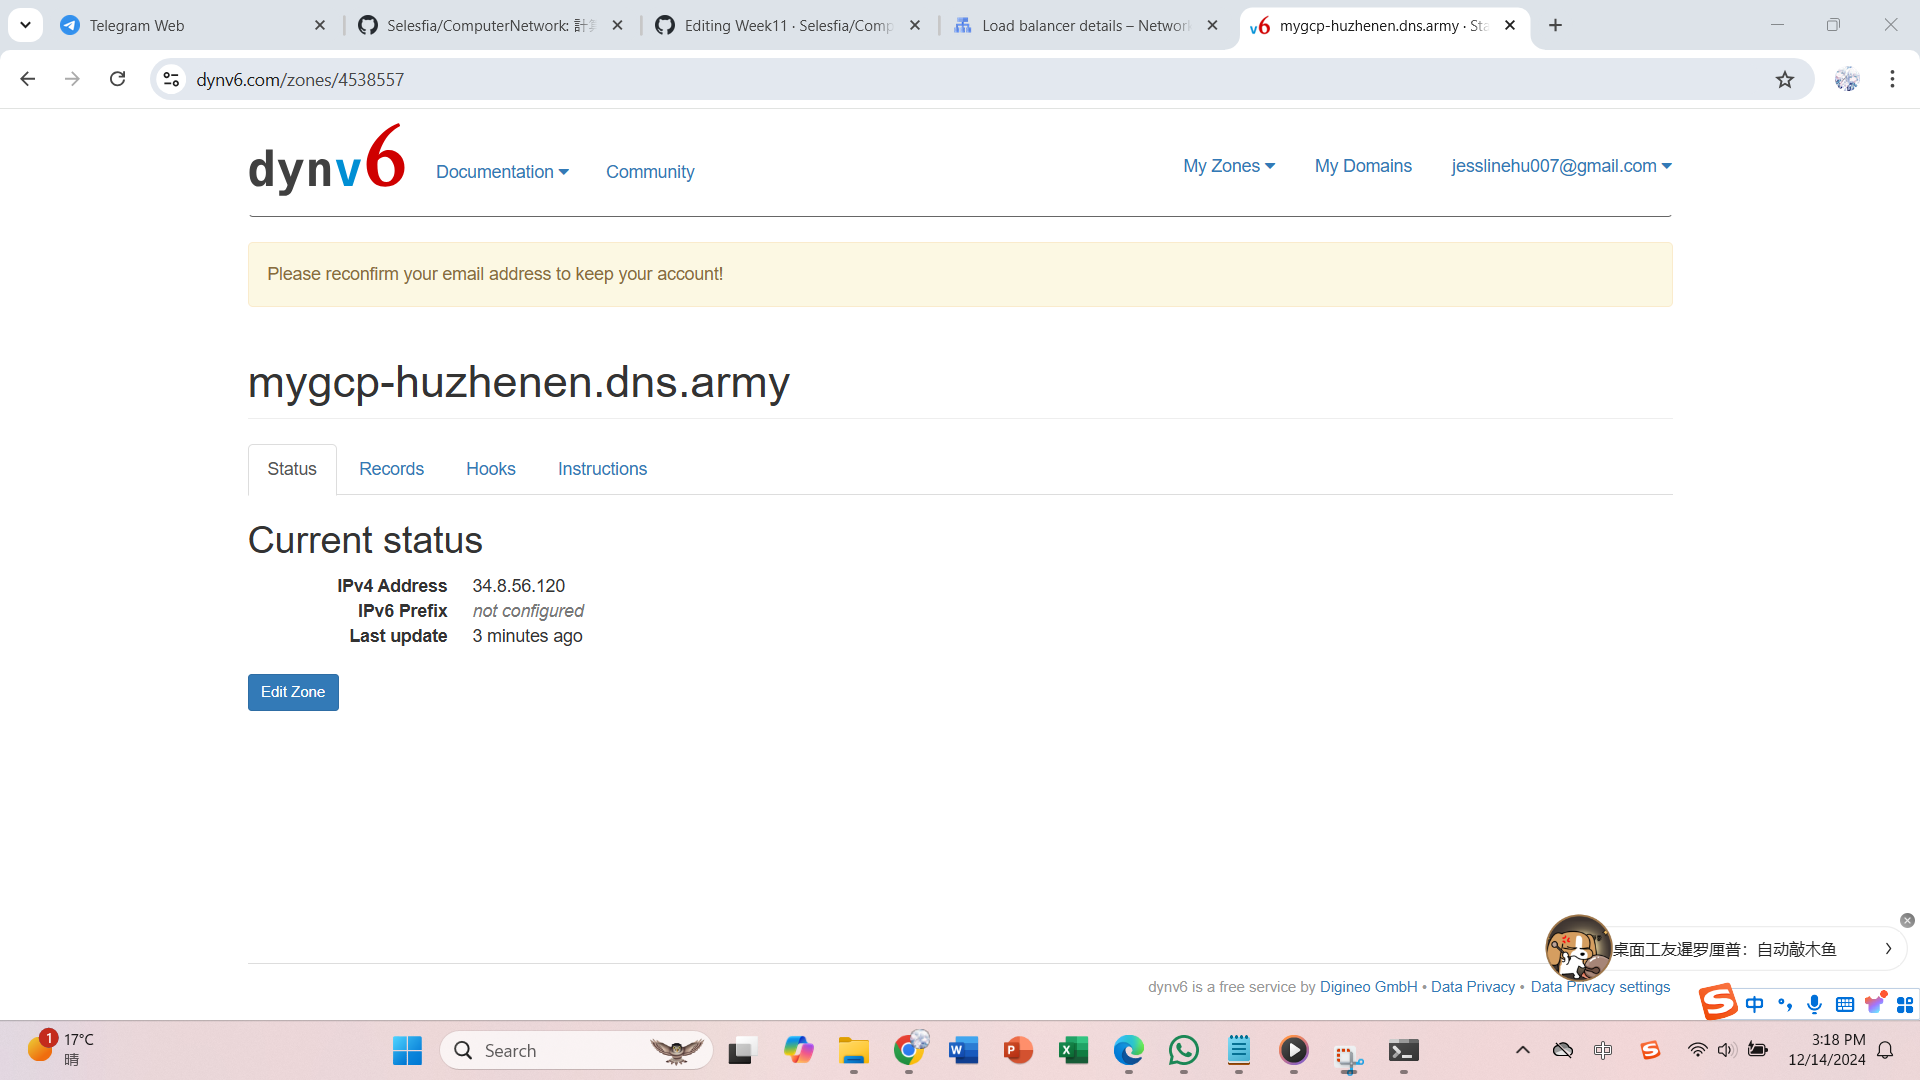 Telegram Web
Selesfia/ComputerNetwork: 計算
Editing Week11 · Selesfia/Comp
Load balancer details – Network
v6 mygcp-huzhenen.dns.army · Sta
dynv6.com/zones/4538557
dynv6
Documentation
Community
My Zones
My Domains
jesslinehu007@gmail.com
Please reconfirm your email address to keep your account!
mygcp-huzhenen.dns.army
Status
Records
Hooks
Instructions
Current status
IPv4 Address 34.8.56.120
IPv6 Prefix not configured
Last update 3 minutes ago
Edit Zone
桌面工友暹罗厘普：自动敲木鱼
dynv6 is a free service by Digineo GmbH • Data Privacy • Data Privacy settings
中
1
17°C
晴
Search
中
3:18 PM
12/14/2024